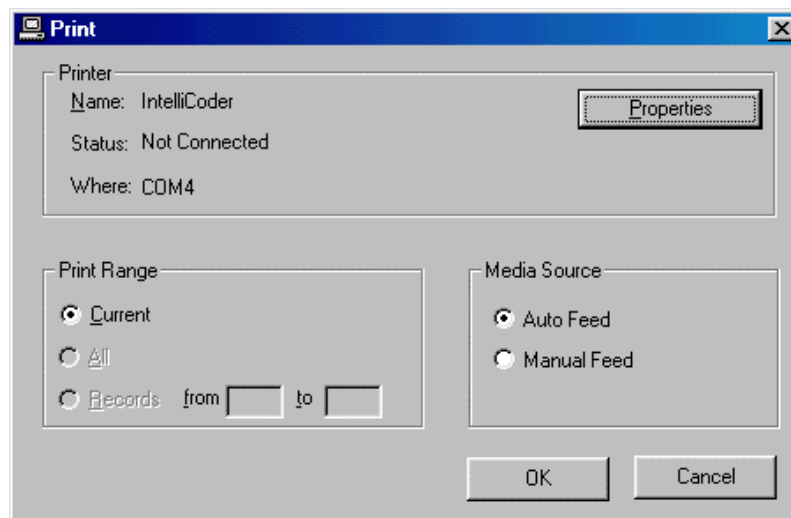 Print
Printer
Name: IntelliCoder
Properties
Status: Not Connected
Where: COM4
Print Range
Current
All
Records from to
Media Source
Auto Feed
Manual Feed
OK Cancel